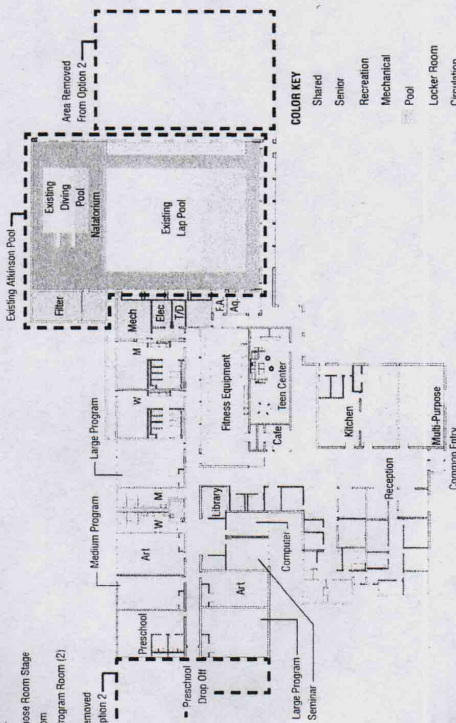 pose Room Stage
om
Program Room (2)
emoved
ption 2
Existing Atkinson Pool
Area Removed
From Option 2
Existing
Diving
Pool
Natatorium
Existing
Lap Pool
Filter
Mech
Elec
T/D
F.A.
Aq.
M
W
Large Program
Medium Program
M
W
Art
Preschool
Preschool
Drop Off
Fitness Equipment
Teen Center
Cafe
Library
Computer
Art
Large Program
Seminar
Kitchen
Multi-Purpose
Reception
Common Entry
COLOR KEY
Shared
Senior
Recreation
Mechanical
Pool
Locker Room
Circulation